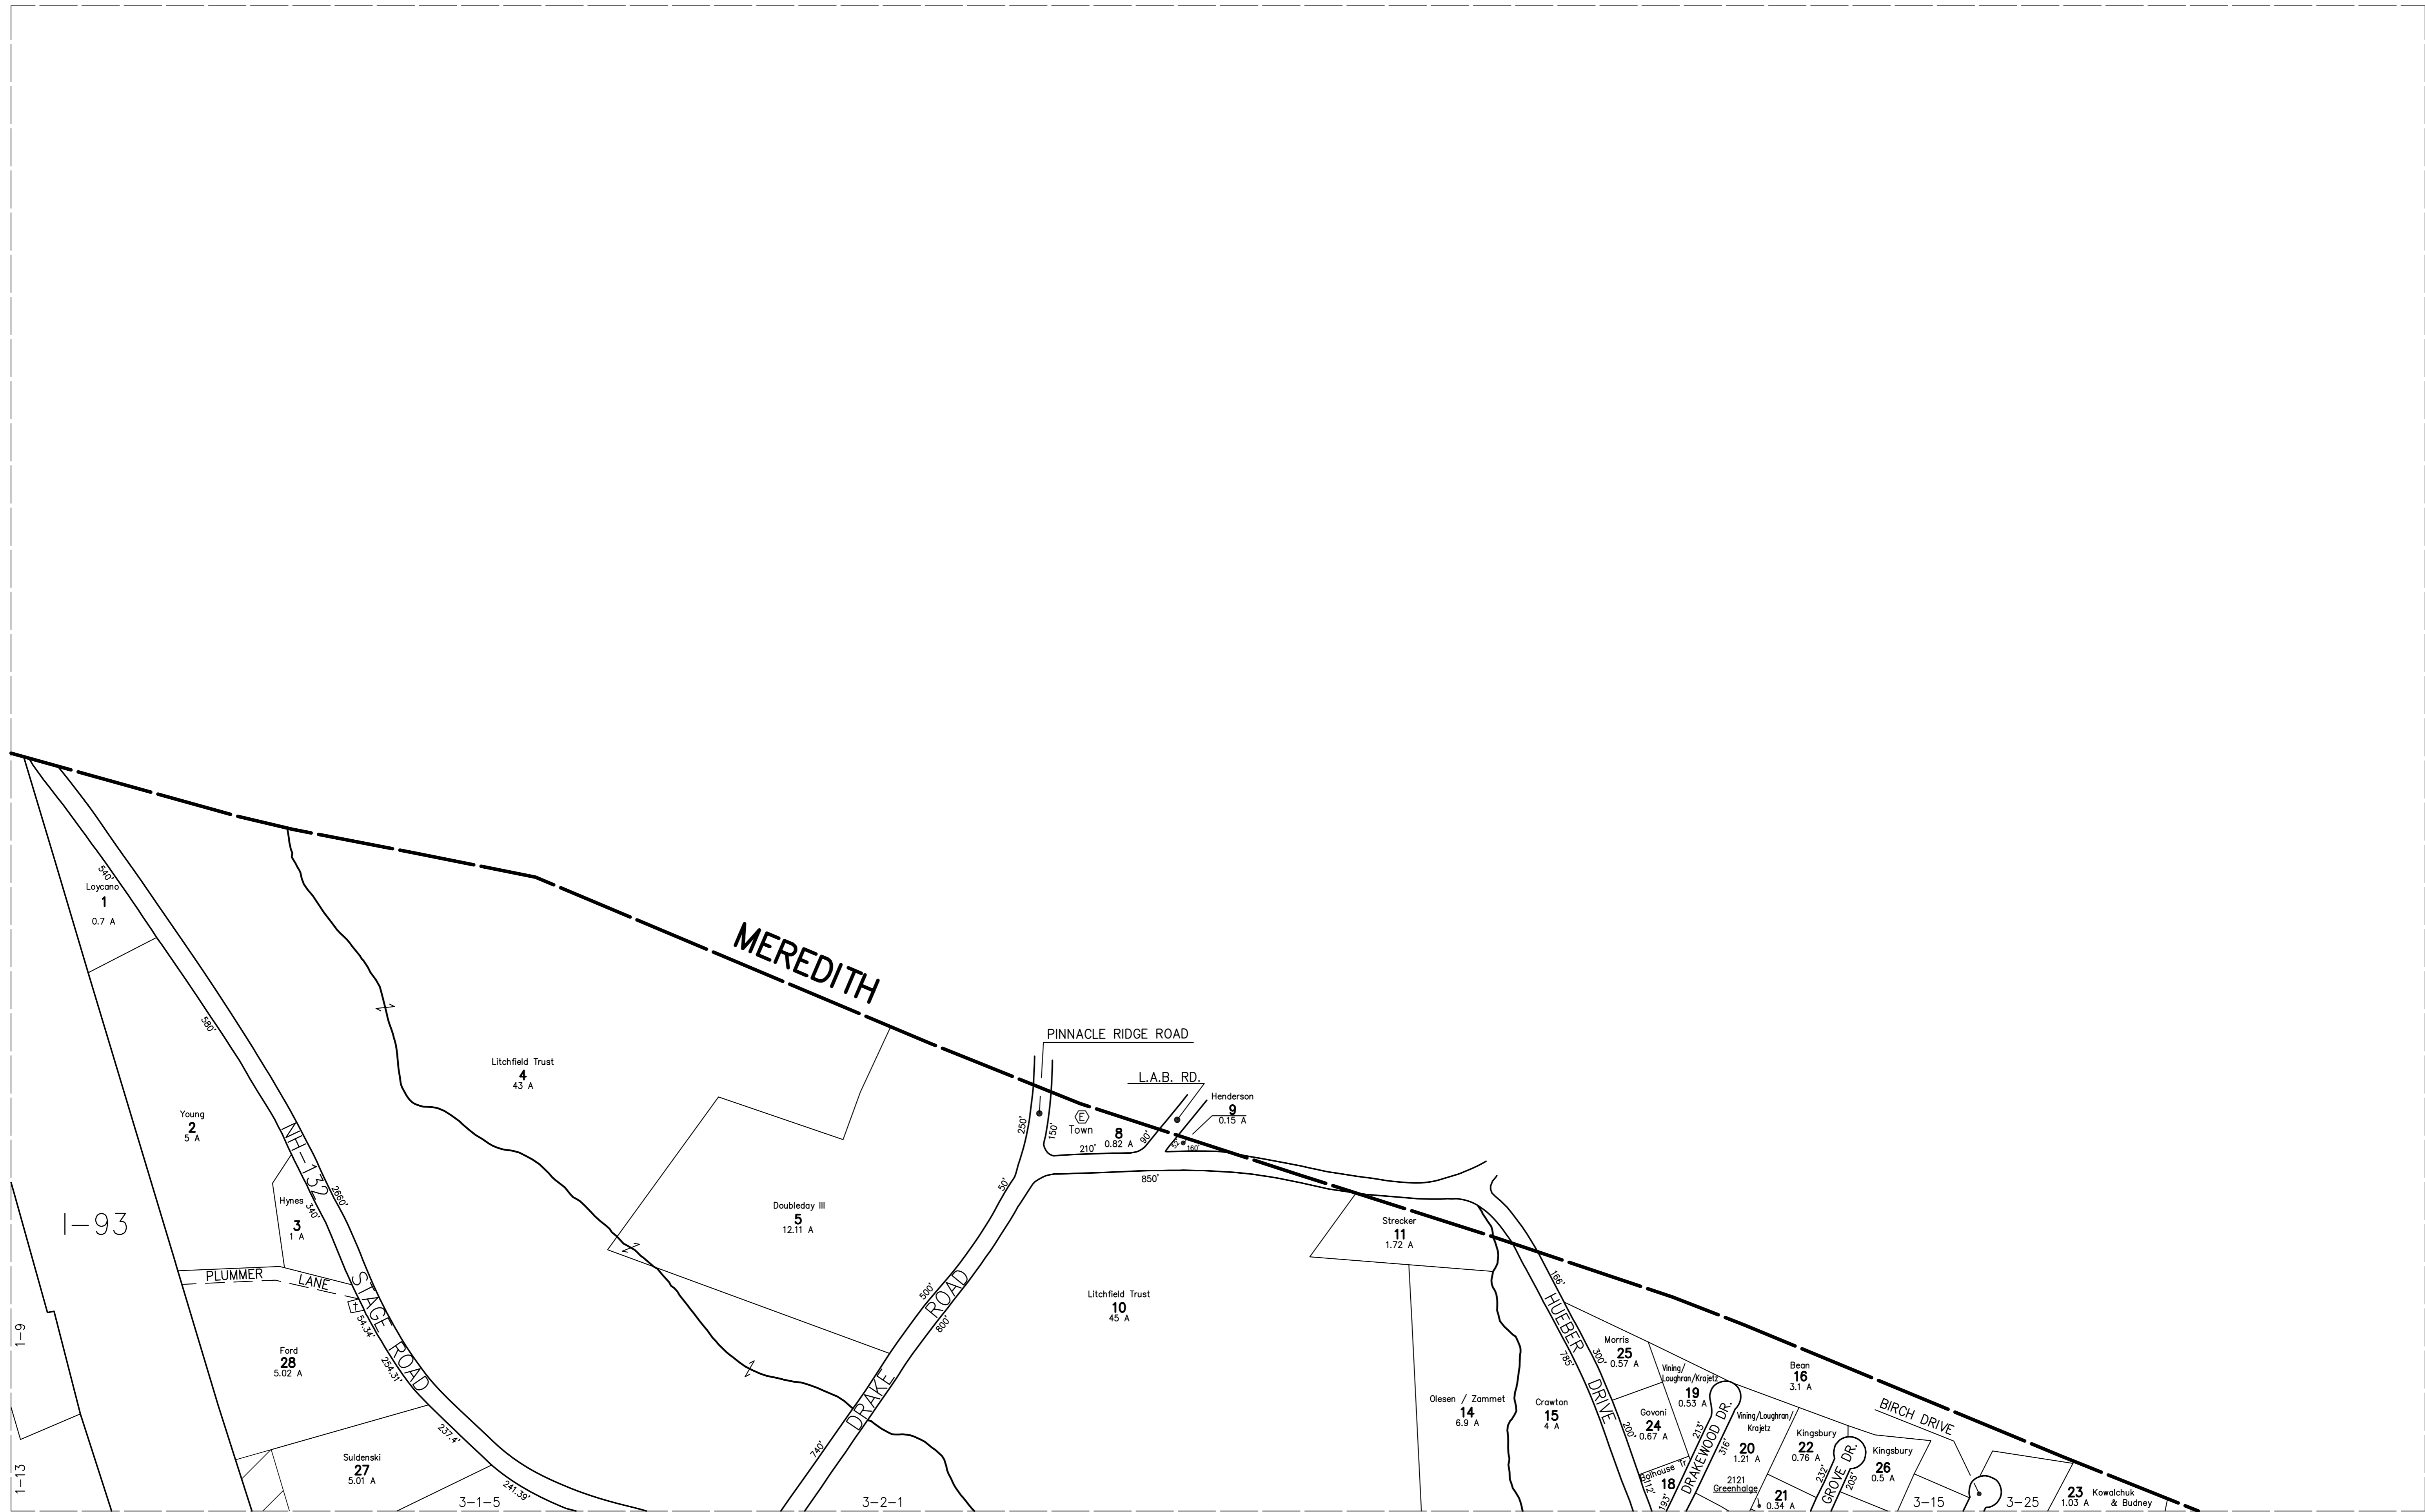 MEREDITH
540'
Loycano
1
0.7 A
580'
Young
2
5 A
Litchfield Trust
4
43 A
PINNACLE RIDGE ROAD
L.A.B. RD.
Henderson
9
0.15 A
52'
160'
E
Town
8
0.82 A
250'
150'
210'
90'
50'
850'
NH-132
STAGE ROAD
2660'
340'
Hynes
3
1 A
I-93
PLUMMER LANE
54.34'
254.31'
237.4'
241.39'
Doubleday III
5
12.11 A
DRAKE ROAD
500'
800'
740'
Litchfield Trust
10
45 A
Strecker
11
1.72 A
Ford
28
5.02 A
Suldenski
27
5.01 A
1-9
1-13
3-1-5
3-2-1
Olesen / Zammet
14
6.9 A
Crawton
15
4 A
HUEBER DRIVE
166'
785'
300'
200'
Morris
25
0.57 A
Vining/
Loughran/Krajetz
19
0.53 A
Govoni
24
0.67 A
Bolhouse Tr
18
112'
193'
DRAKEWOOD DR.
213'
316'
Vining/Loughran/
Krajetz
20
1.21 A
2121
Greenhalge
21
0.34 A
Bean
16
3.1 A
Kingsbury
22
0.76 A
GROVE DR.
232'
205'
Kingsbury
26
0.5 A
BIRCH DRIVE
3-15
3-25
23
1.03 A
Kowalchuk
& Budney